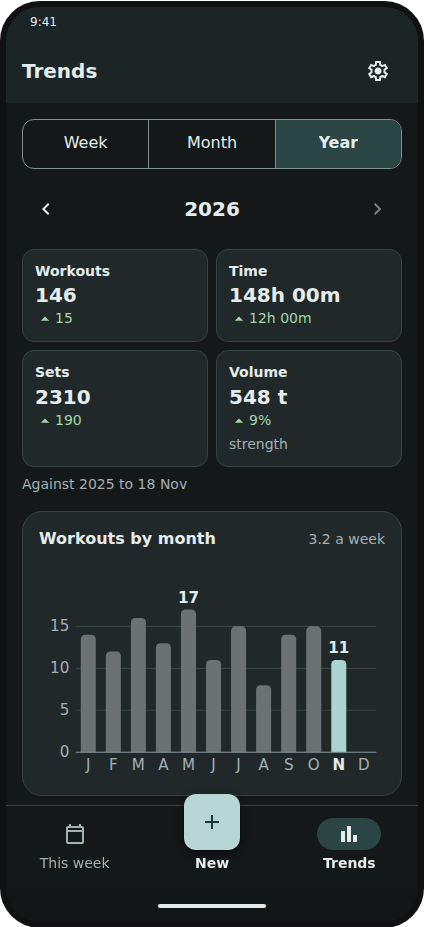 9:41
Trends
Week Month Year
2026
Workouts
146
15
Time
148h 00m
12h 00m
Sets
2310
190
Volume
548 t
9%
strength
Against 2025 to 18 Nov
Workouts by month 3.2 a week
17
15
11
10
5
0
J F M A M J J A S O N D
This week
New
Trends